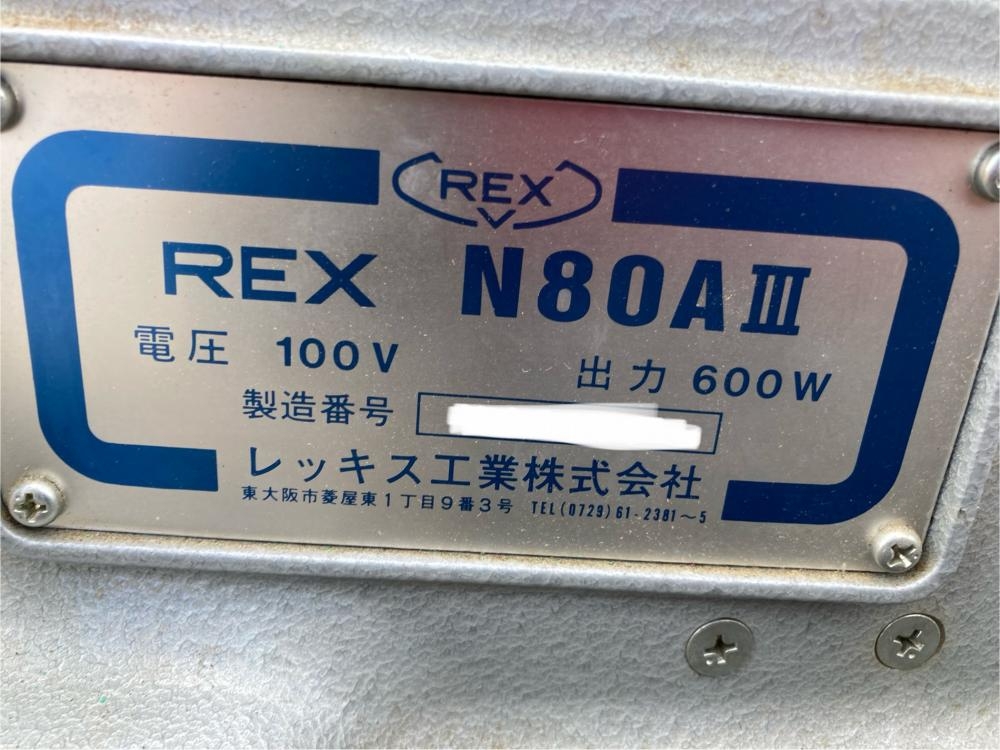 REX
REX N80AⅢ
電圧 100V 出力 600W
製造番号
レッキス工業株式会社
東大阪市菱屋東1丁目9番3号 TEL(0729)61-2381～5